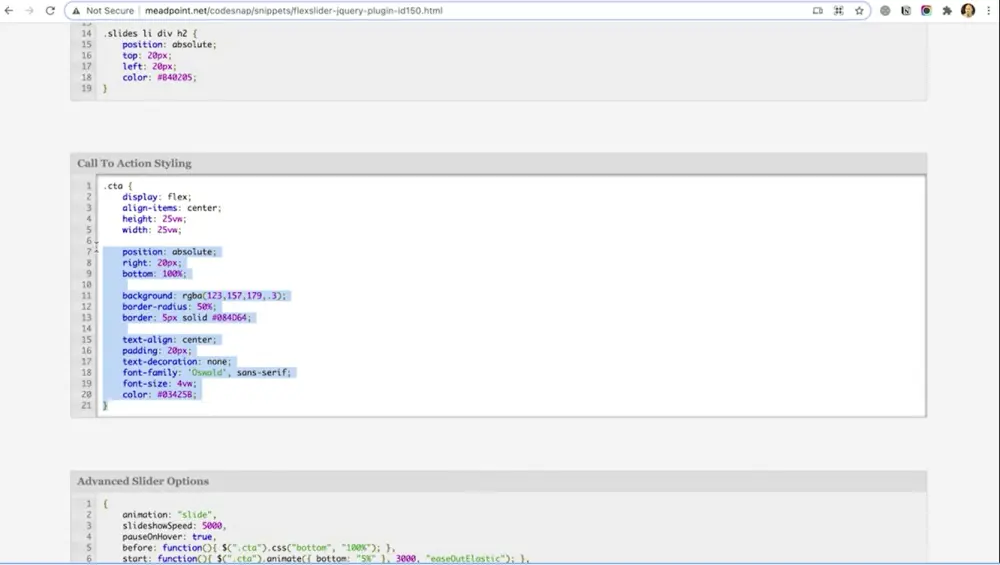 Not Secure meadpoint.net/codesnap/snippets/flexslider-jquery-plugin-id150.html
13
14 .slides li div h2 {
15 position: absolute;
16 top: 20px;
17 left: 20px;
18 color: #B40205;
19 }
Call To Action Styling
1 .cta {
2 display: flex;
3 align-items: center;
4 height: 25vw;
5 width: 25vw;
6
7 position: absolute;
8 right: 20px;
9 bottom: 100%;
10
11 background: rgba(123,157,179,.3);
12 border-radius: 50%;
13 border: 5px solid #084D64;
14
15 text-align: center;
16 padding: 20px;
17 text-decoration: none;
18 font-family: 'Oswald', sans-serif;
19 font-size: 4vw;
20 color: #03425B;
21 }
Advanced Slider Options
1 {
2 animation: "slide",
3 slideshowSpeed: 5000,
4 pauseOnHover: true,
5 before: function(){ $(".cta").css("bottom", "100%"); },
6 start: function(){ $(".cta").animate({ bottom: "5%" }, 3000, "easeOutElastic"); },